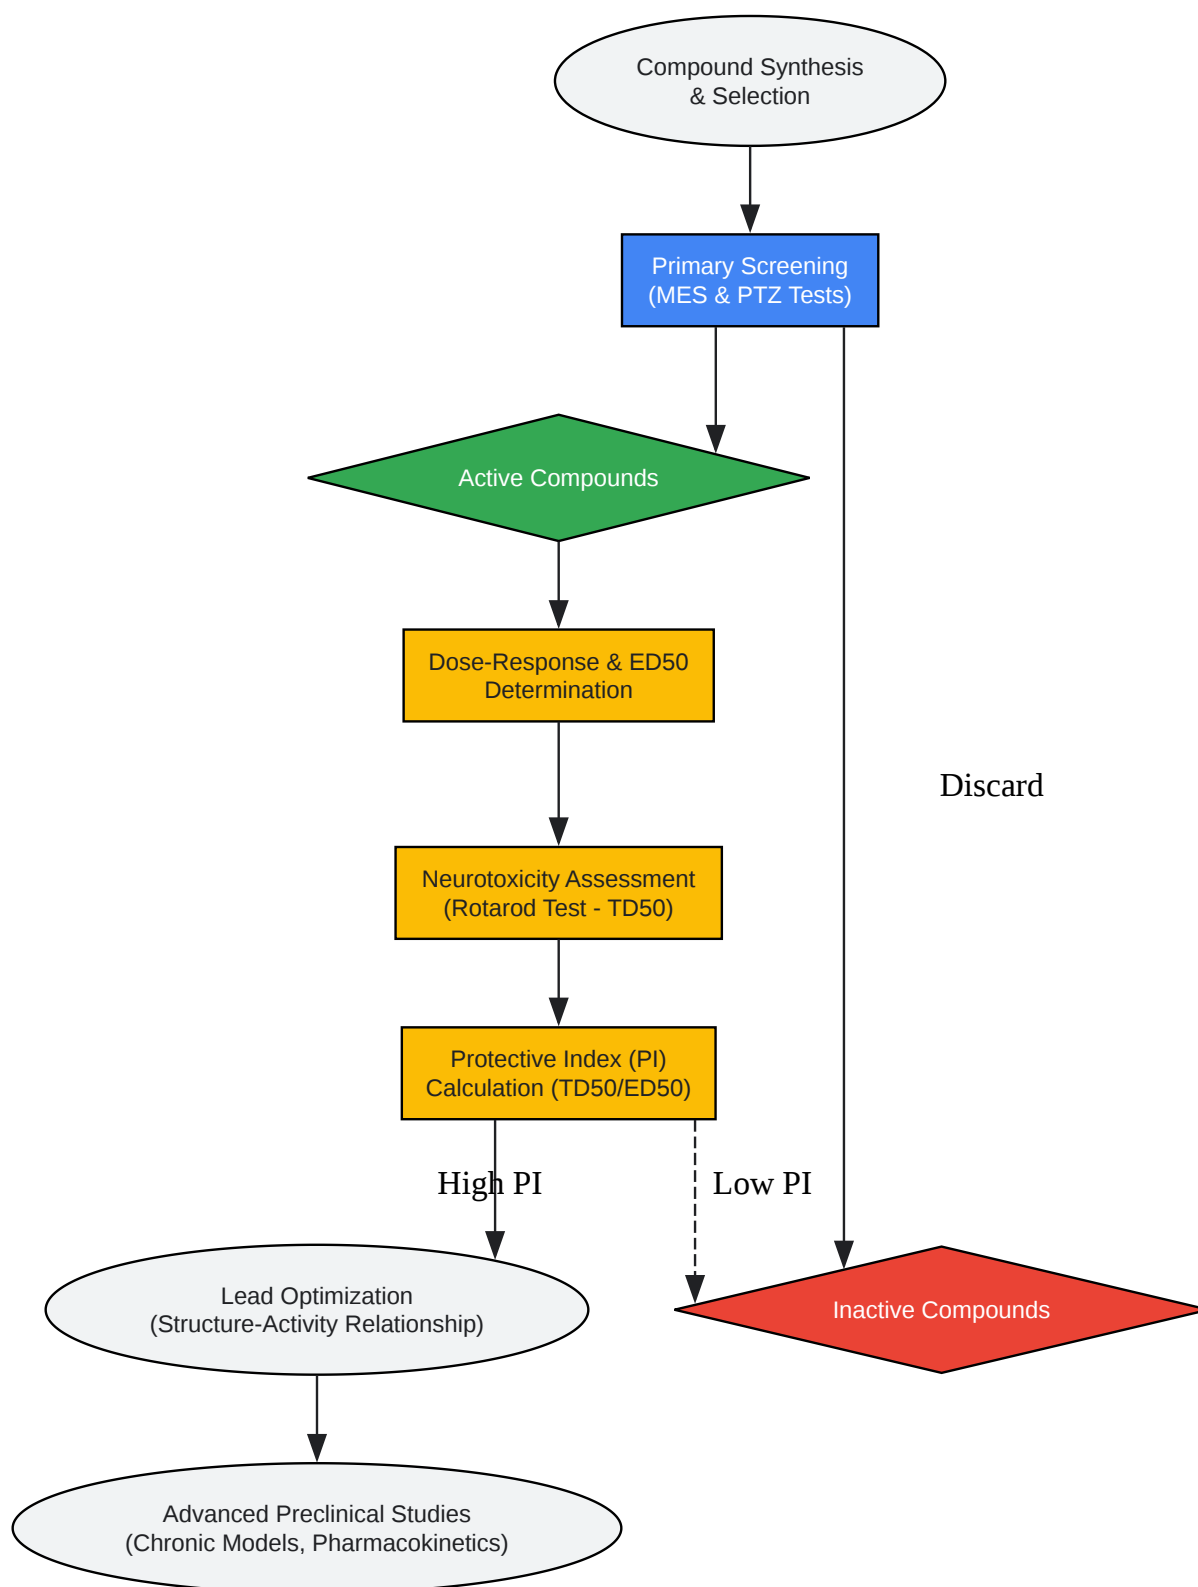 Compound Synthesis
& Selection
Primary Screening
(MES & PTZ Tests)
Active Compounds
Dose-Response & ED50
Determination
Discard
Neurotoxicity Assessment
(Rotarod Test - TD50)
Protective Index (PI)
Calculation (TD50/ED50)
High PI
Low PI
Lead Optimization
(Structure-Activity Relationship)
Inactive Compounds
Advanced Preclinical Studies
(Chronic Models, Pharmacokinetics)